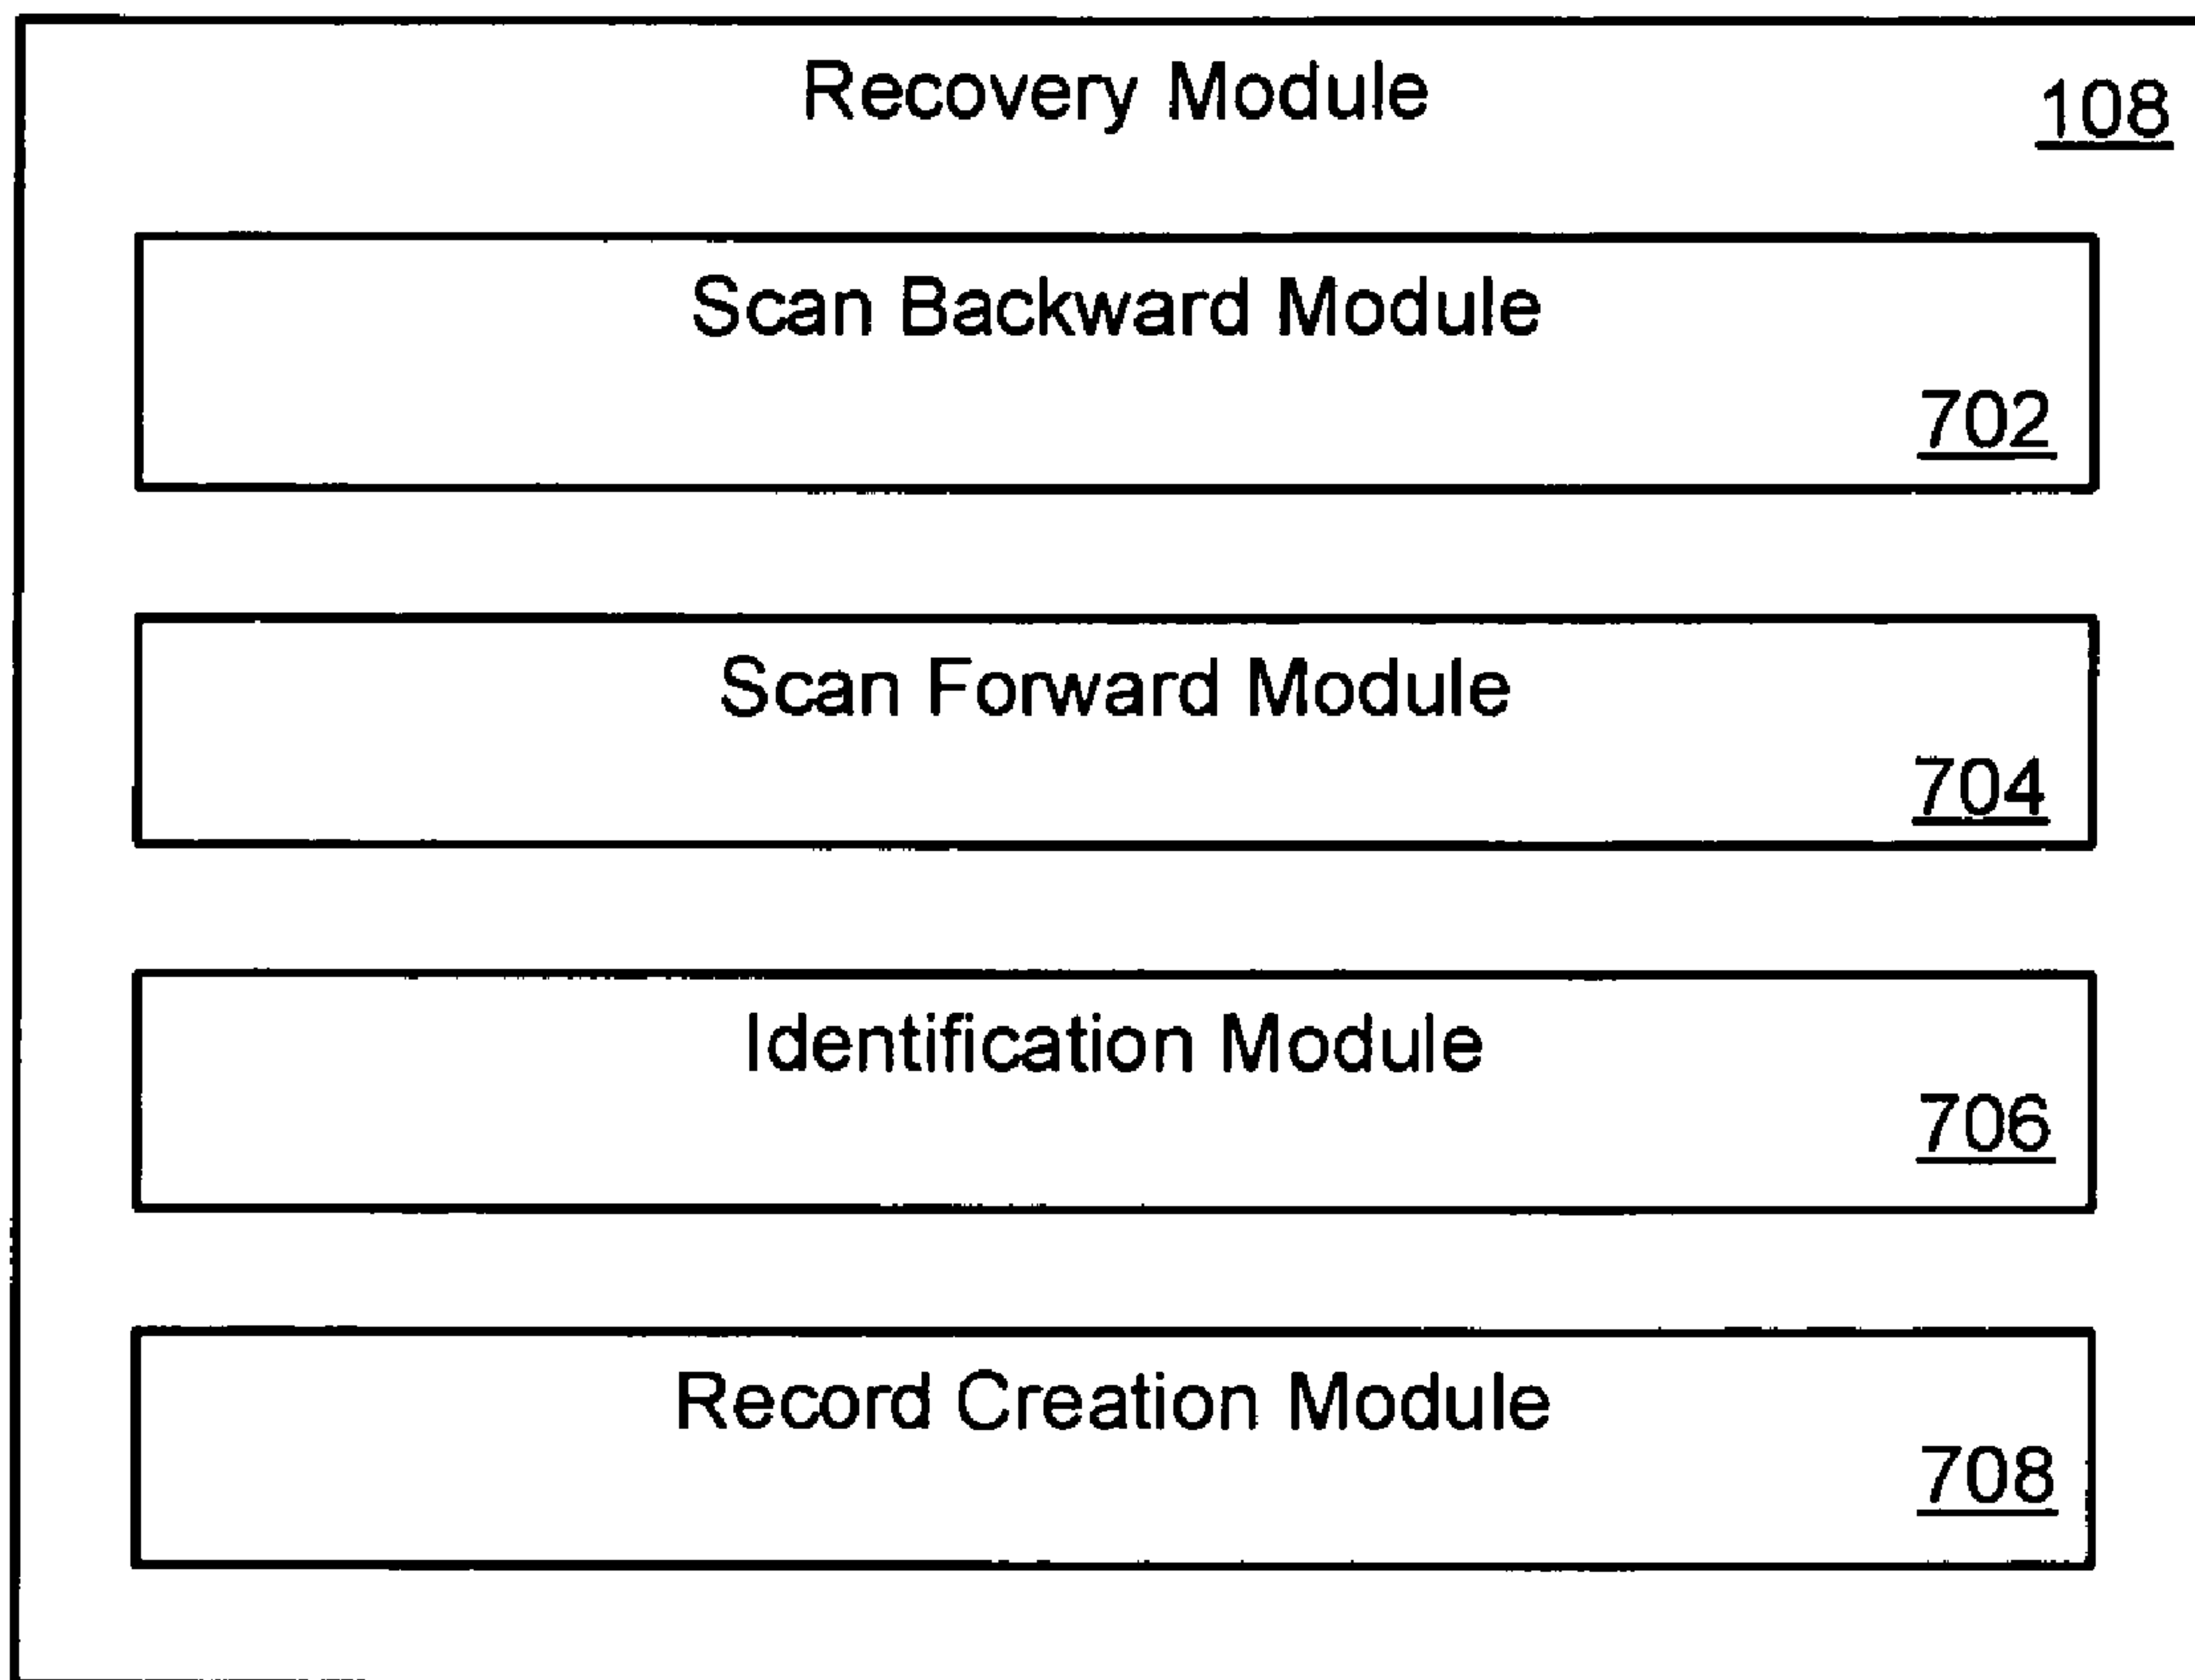 Recovery Module
108
Scan Backward Module
702
Scan Forward Module
704
Identification Module
706
Record Creation Module
708